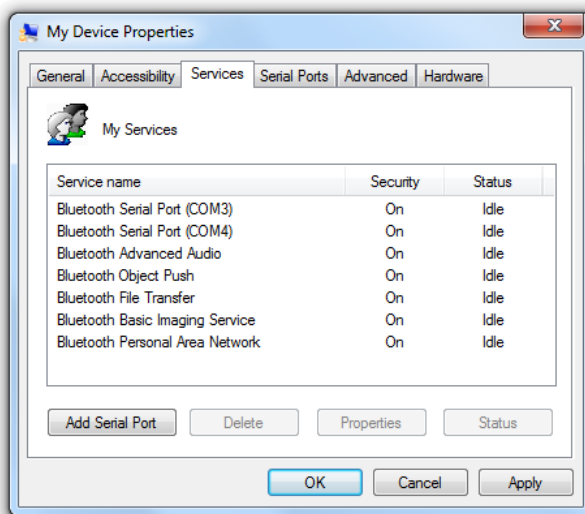 My Device Properties
General Accessibility Services Serial Ports Advanced Hardware
My Services
Service name Security Status
Bluetooth Serial Port (COM3) On Idle
Bluetooth Serial Port (COM4) On Idle
Bluetooth Advanced Audio On Idle
Bluetooth Object Push On Idle
Bluetooth File Transfer On Idle
Bluetooth Basic Imaging Service On Idle
Bluetooth Personal Area Network On Idle
Add Serial Port Delete Properties Status
OK Cancel Apply